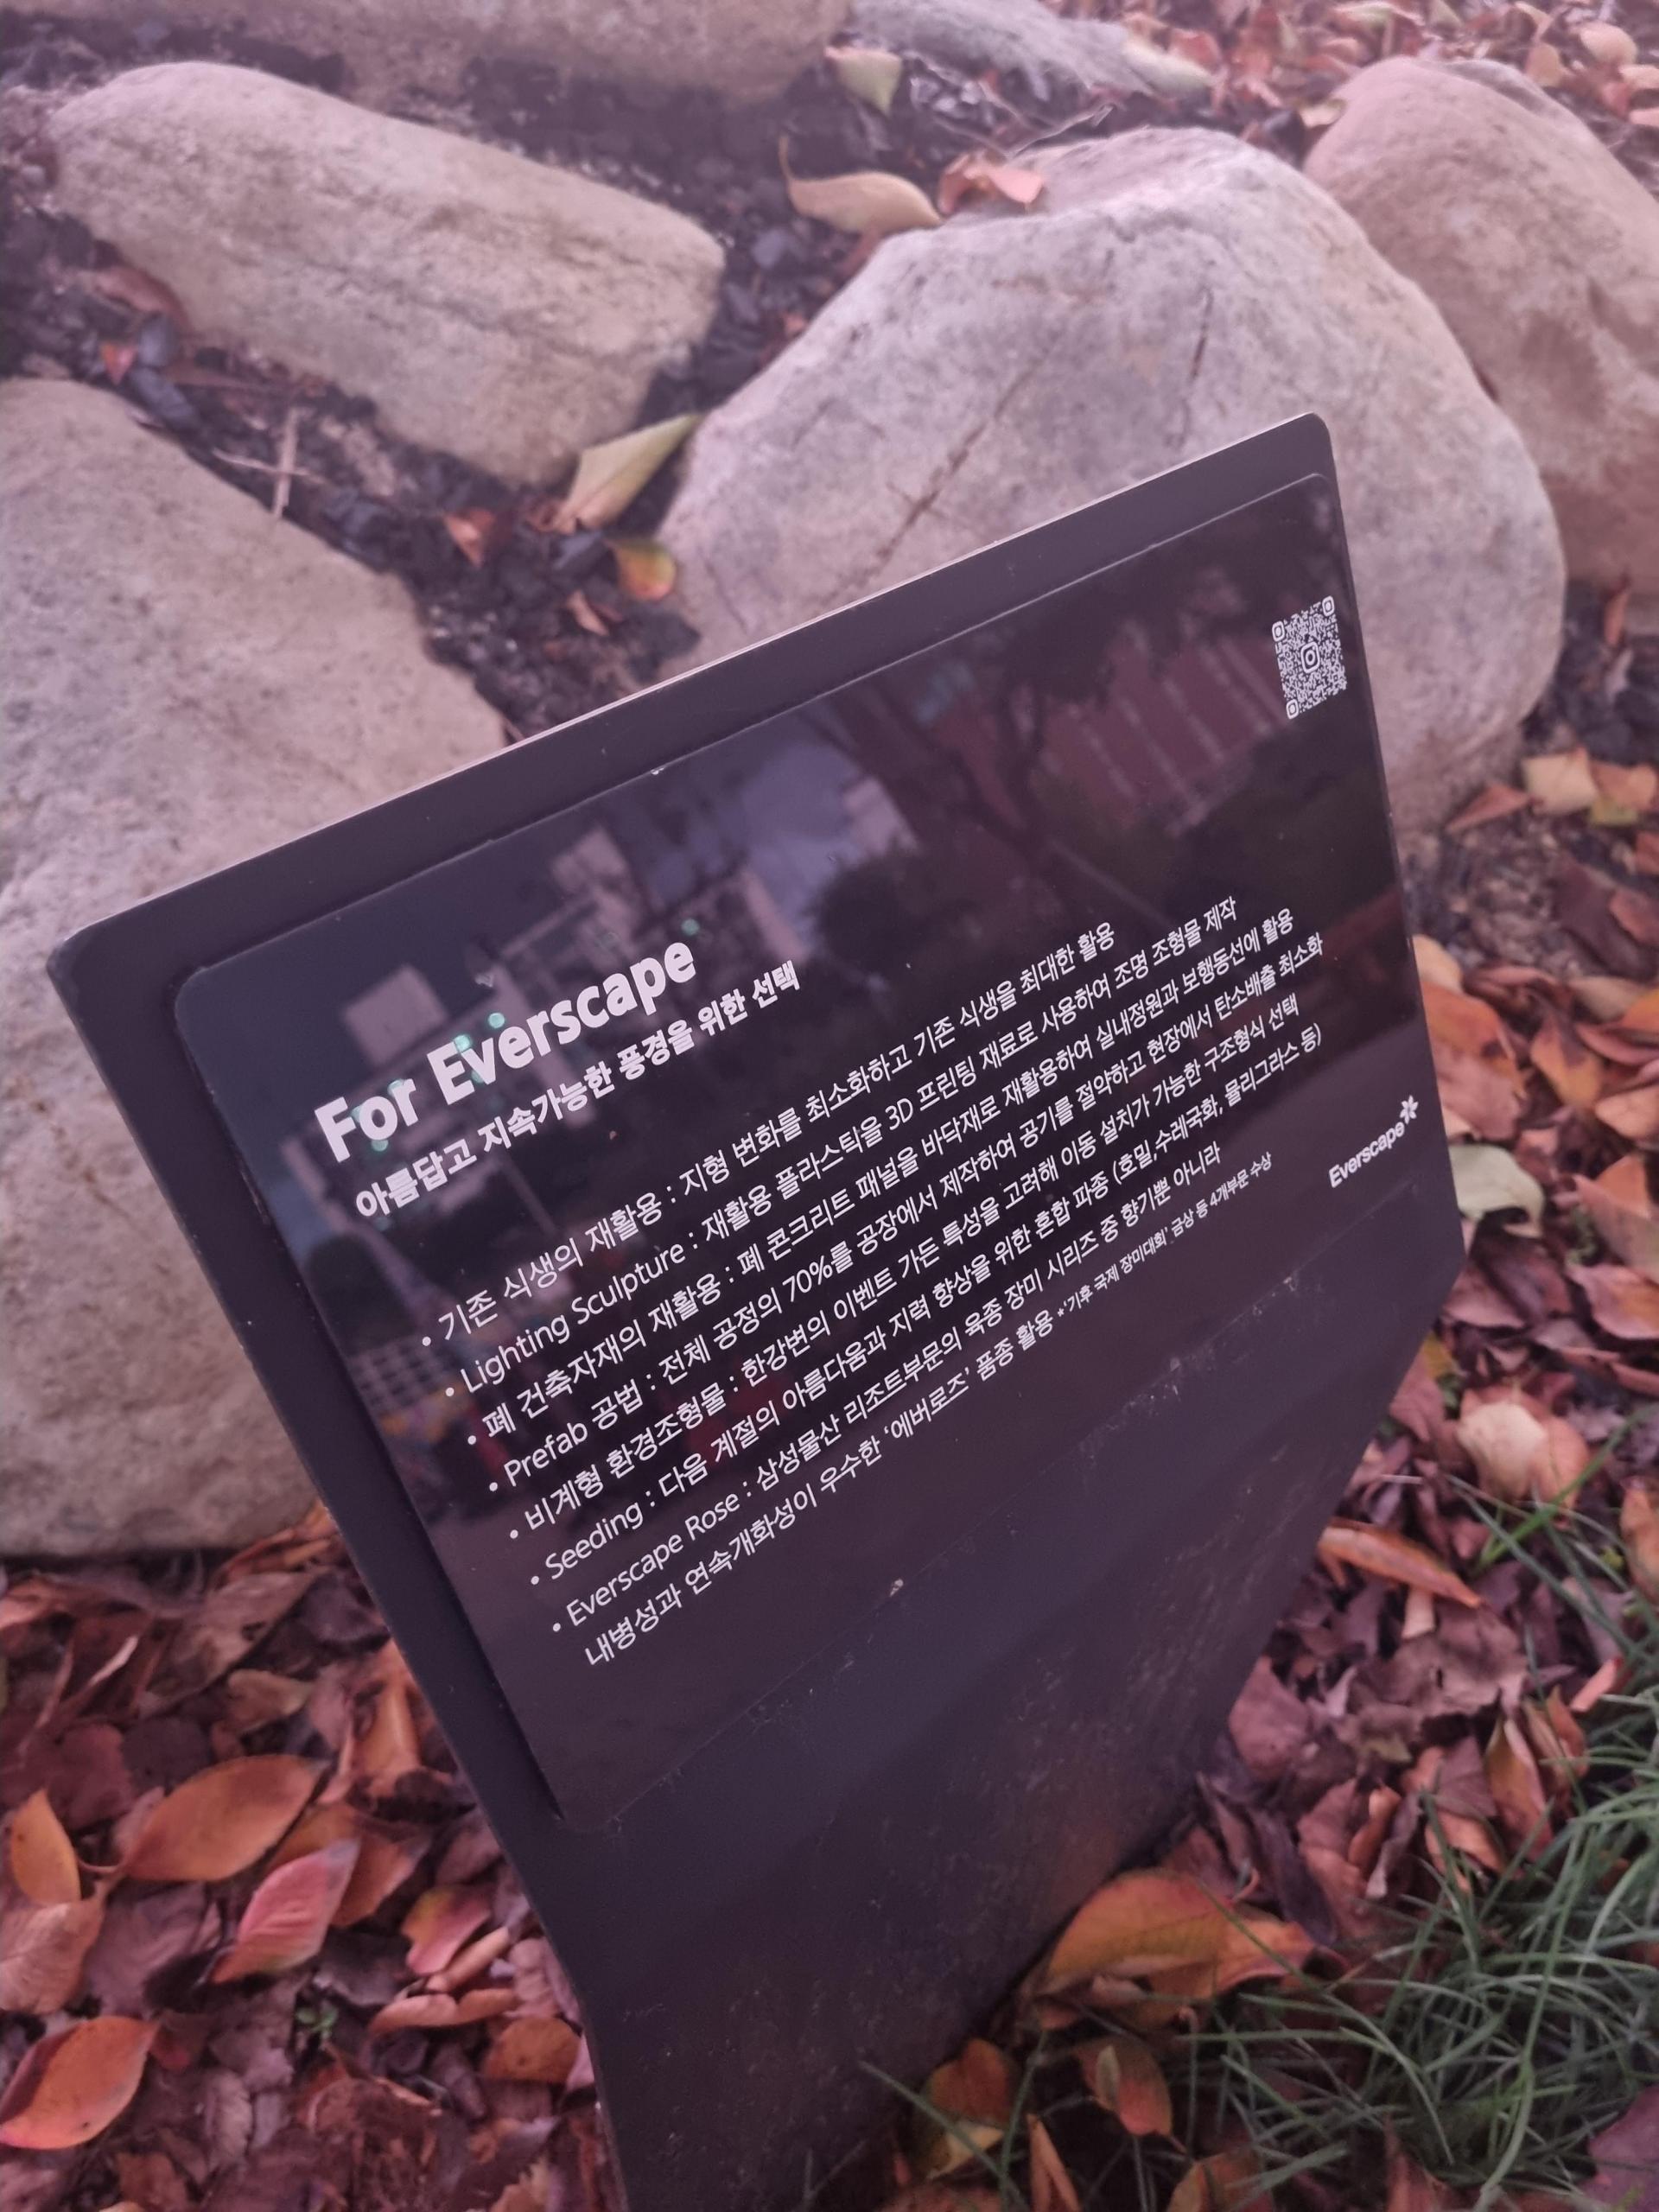 For Everscape
아름답고 지속가능한 풍경을 위한 선택
• 기존 식생의 재활용 : 지형 변화를 최소화하고 기존 식생을 최대한 활용
• Lighting Sculpture : 재활용 플라스틱을 3D 프린팅 재료로 사용하여 조명 조형물 제작
• 폐 건축자재의 재활용 : 폐 콘크리트 패널을 바닥재로 재활용하여 실내정원과 보행동선에 활용
• Prefab 공법 : 전체 공정의 70%를 공장에서 제작하여 공기를 절약하고 현장에서 탄소배출 최소화
• 비계형 환경조형물 : 한강변의 이벤트 가든 특성을 고려해 이동 설치가 가능한 구조형식 선택
• Seeding : 다음 계절의 아름다움과 지력 향상을 위한 혼합 파종 (호밀,수레국화, 물리그라스 등)
• Everscape Rose : 삼성물산 리조트부문의 육종 장미 시리즈 중 향기뿐 아니라
내병성과 연속개화성이 우수한 ‘에버로즈’ 품종 활용 *‘기후 국제 장미대회’ 금상 등 4개부문 수상
Everscape